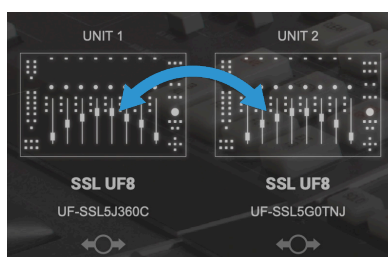 UNIT 1
UNIT 2
SSL UF8
SSL UF8
UF-SSL5J360C
UF-SSL5G0TNJ